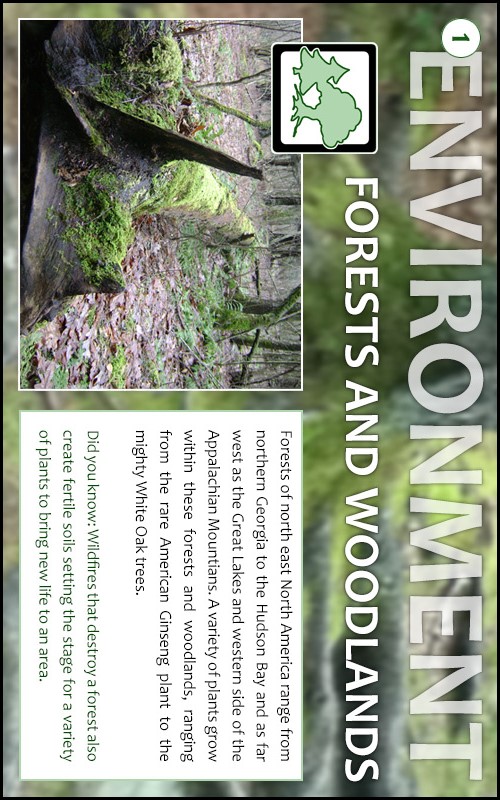 1
ENVIRONMENT
FORESTS AND WOODLANDS
Forests of north east North America range from
northern Georgia to the Hudson Bay and as far
west as the Great Lakes and western side of the
Appalachian Mountians. A variety of plants grow
within these forests and woodlands, ranging
from the rare American Ginseng plant to the
mighty White Oak trees.
Did you know: Wildfires that destroy a forest also
create fertile soils setting the stage for a variety
of plants to bring new life to an area.